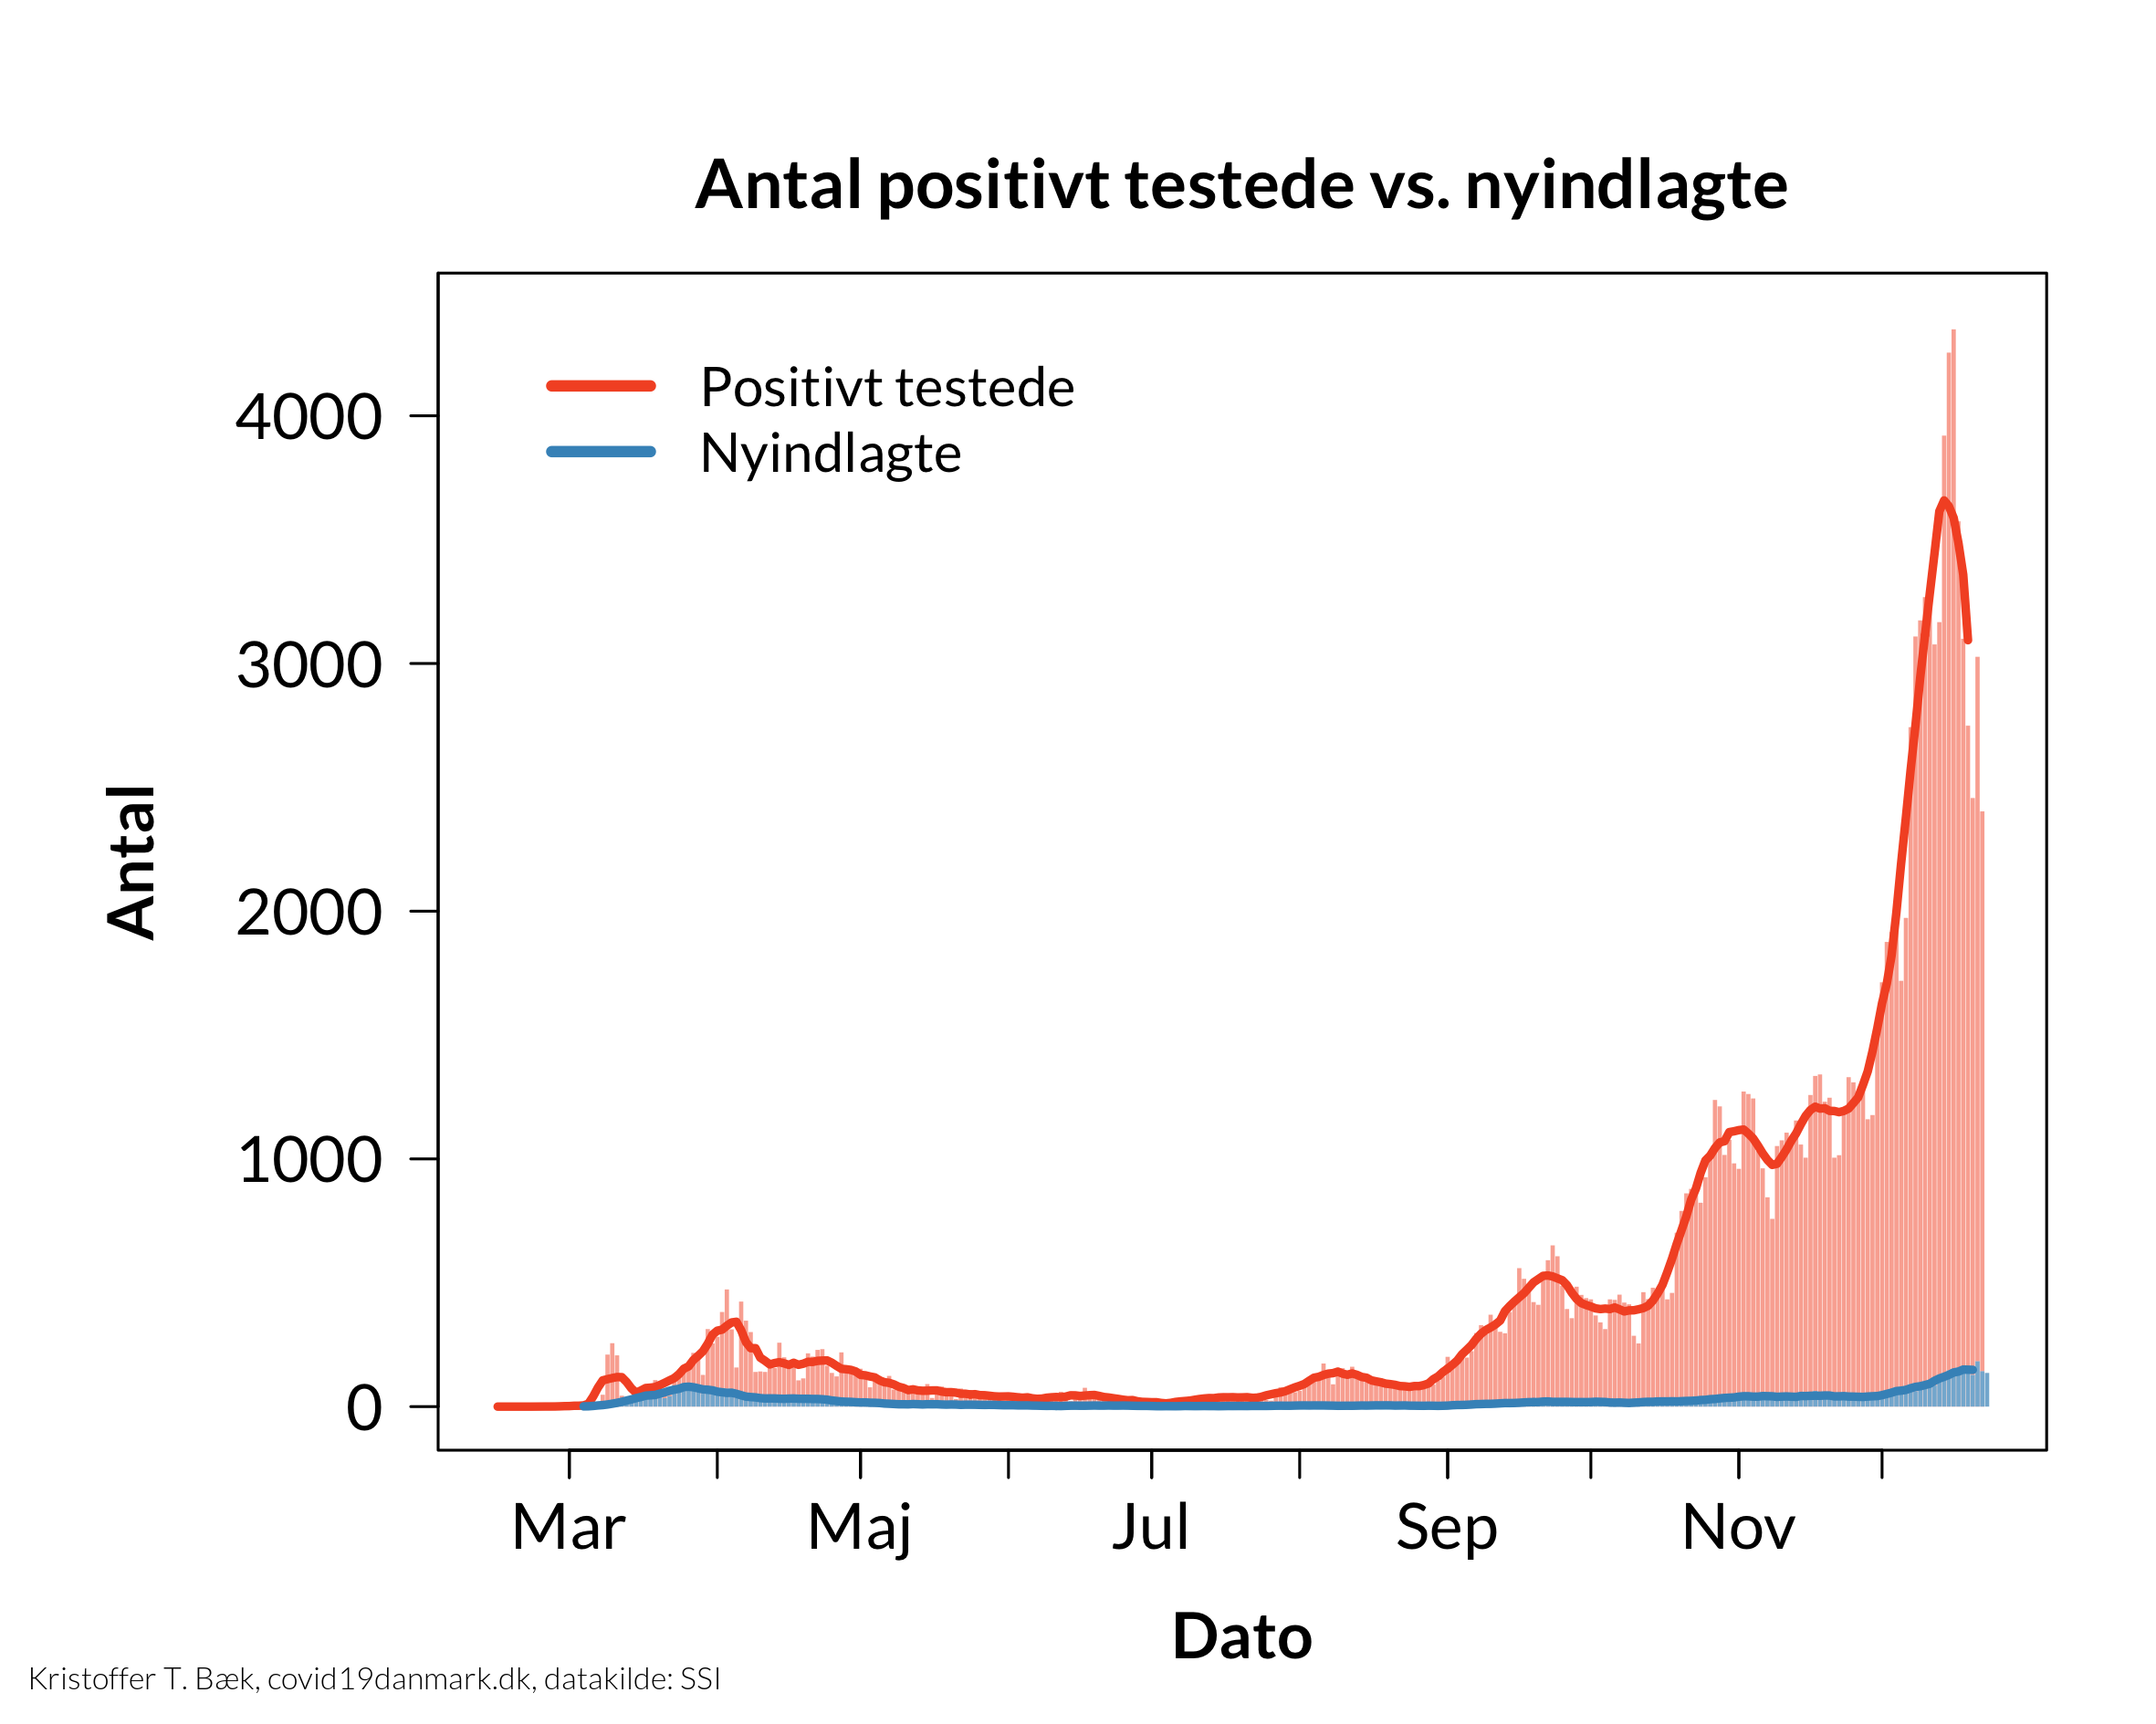 Antal positivt testede vs. nyindlagte
Positivt testede
Nyindlagte
4000
3000
2000
1000
0
Antal
Mar Maj Jul Sep Nov
Dato
Kristoffer T. Bæk, covid19danmark.dk, datakilde: SSI